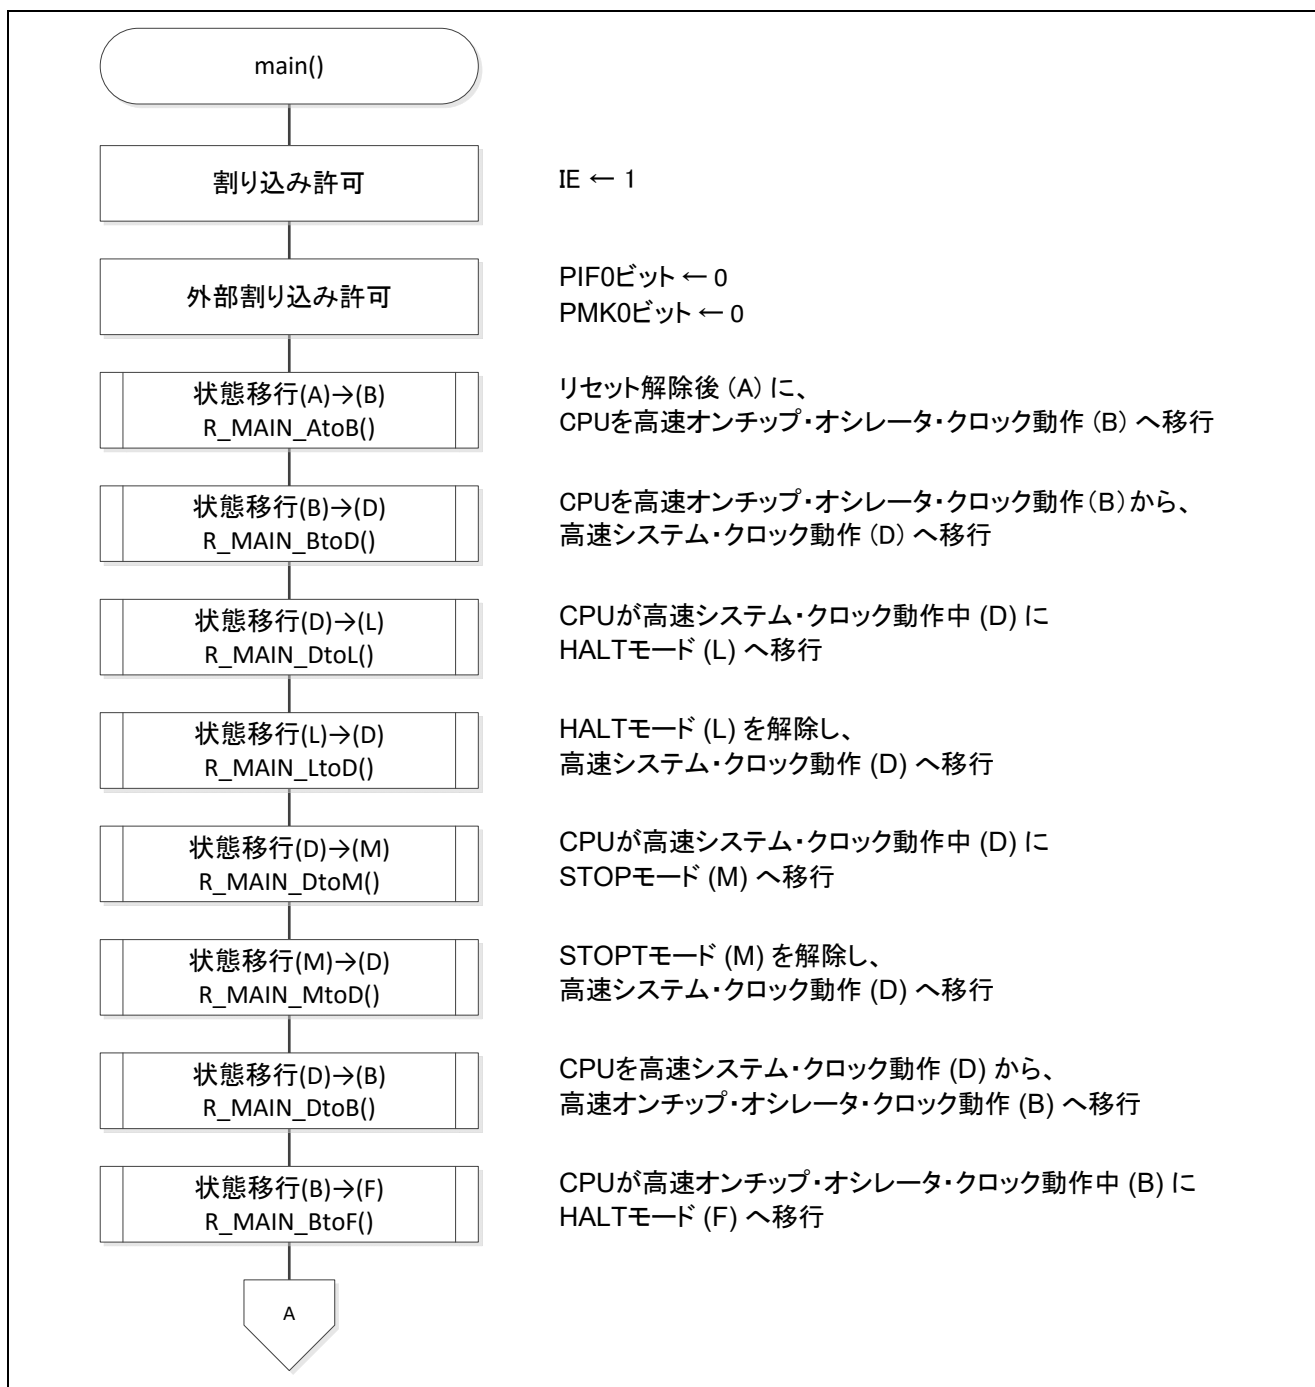 main()
割り込み許可
IE ← 1
外部割り込み許可
PIF0ビット ← 0
PMK0ビット ← 0
状態移行(A)→(B)
R_MAIN_AtoB()
リセット解除後 (A) に、
CPUを高速オンチップ・オシレータ・クロック動作 (B) へ移行
状態移行(B)→(D)
R_MAIN_BtoD()
CPUを高速オンチップ・オシレータ・クロック動作(B)から、
高速システム・クロック動作 (D) へ移行
状態移行(D)→(L)
R_MAIN_DtoL()
CPUが高速システム・クロック動作中 (D) に
HALTモード (L) へ移行
状態移行(L)→(D)
R_MAIN_LtoD()
HALTモード (L) を解除し、
高速システム・クロック動作 (D) へ移行
状態移行(D)→(M)
R_MAIN_DtoM()
CPUが高速システム・クロック動作中 (D) に
STOPモード (M) へ移行
状態移行(M)→(D)
R_MAIN_MtoD()
STOPTモード (M) を解除し、
高速システム・クロック動作 (D) へ移行
状態移行(D)→(B)
R_MAIN_DtoB()
CPUを高速システム・クロック動作 (D) から、
高速オンチップ・オシレータ・クロック動作 (B) へ移行
状態移行(B)→(F)
R_MAIN_BtoF()
CPUが高速オンチップ・オシレータ・クロック動作中 (B) に
HALTモード (F) へ移行
A